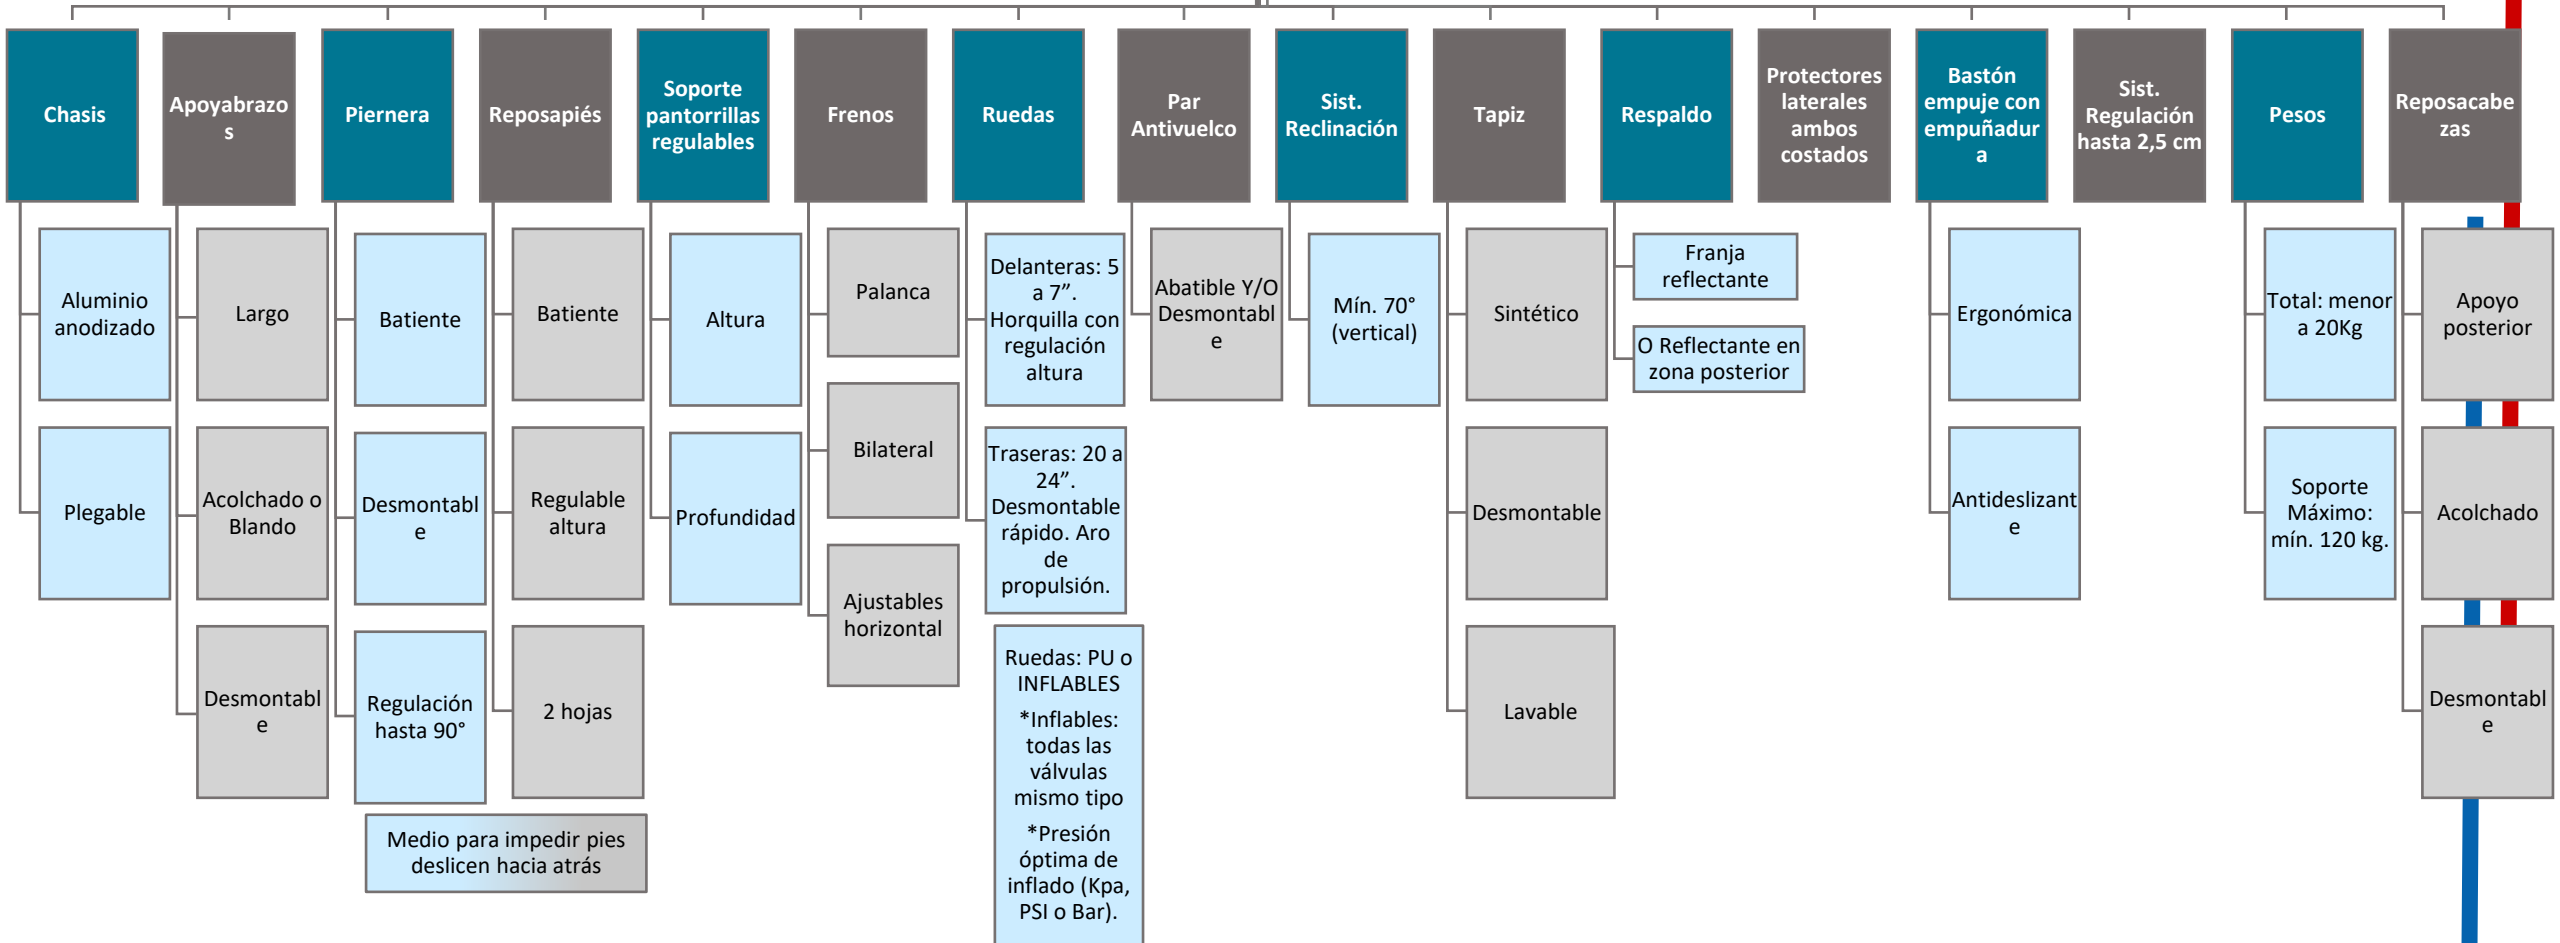 Chasis
Aluminio
anodizado
Plegable
Apoyabrazo
s
Largo
Acolchado o
Blando
Desmontabl
e
Piernera
Batiente
Desmontabl
e
Regulación
hasta 90°
Reposapiés
Batiente
Regulable
altura
2 hojas
Medio para impedir pies
deslicen hacia atrás
Soporte
pantorrillas
regulables
Altura
Profundidad
Frenos
Palanca
Bilateral
Ajustables
horizontal
Ruedas
Delanteras: 5
a 7”.
Horquilla con
regulación
altura
Traseras: 20 a
24”.
Desmontable
rápido. Aro
de
propulsión.
Ruedas: PU o
INFLABLES
*Inflables:
todas las
válvulas
mismo tipo
*Presión
óptima de
inflado (Kpa,
PSI o Bar).
Par
Antivuelco
Abatible Y/O
Desmontabl
e
Sist.
Reclinación
Mín. 70°
(vertical)
Tapiz
Sintético
Desmontable
Lavable
Respaldo
Franja
reflectante
O Reflectante en
zona posterior
Protectores
laterales
ambos
costados
Bastón
empuje con
empuñadur
a
Ergonómica
Antideslizant
e
Sist.
Regulación
hasta 2,5 cm
Pesos
Total: menor
a 20Kg
Soporte
Máximo:
mín. 120 kg.
Reposacabe
zas
Apoyo
posterior
Acolchado
Desmontabl
e